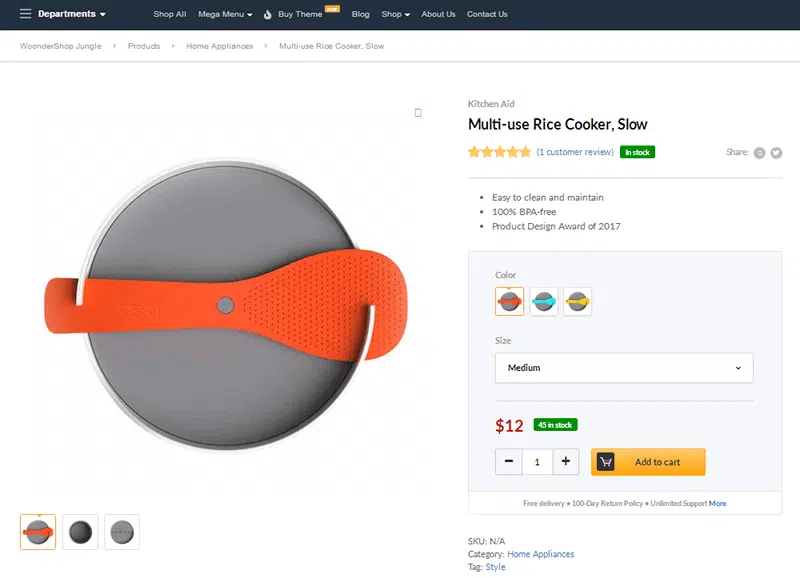 Departments Shop All Mega Menu Buy Theme Blog Shop About Us Contact Us
WoonderShop Jungle Products Home Appliances Multi-use Rice Cooker, Slow
Kitchen Aid
Multi-use Rice Cooker, Slow
(1 customer review) In stock Share:
• Easy to clean and maintain
• 100% BPA-free
• Product Design Award of 2017
Color
Size
Medium
$12 45 in stock
− 1 + Add to cart
Free delivery • 100-Day Return Policy • Unlimited Support More
SKU: N/A
Category: Home Appliances
Tag: Style